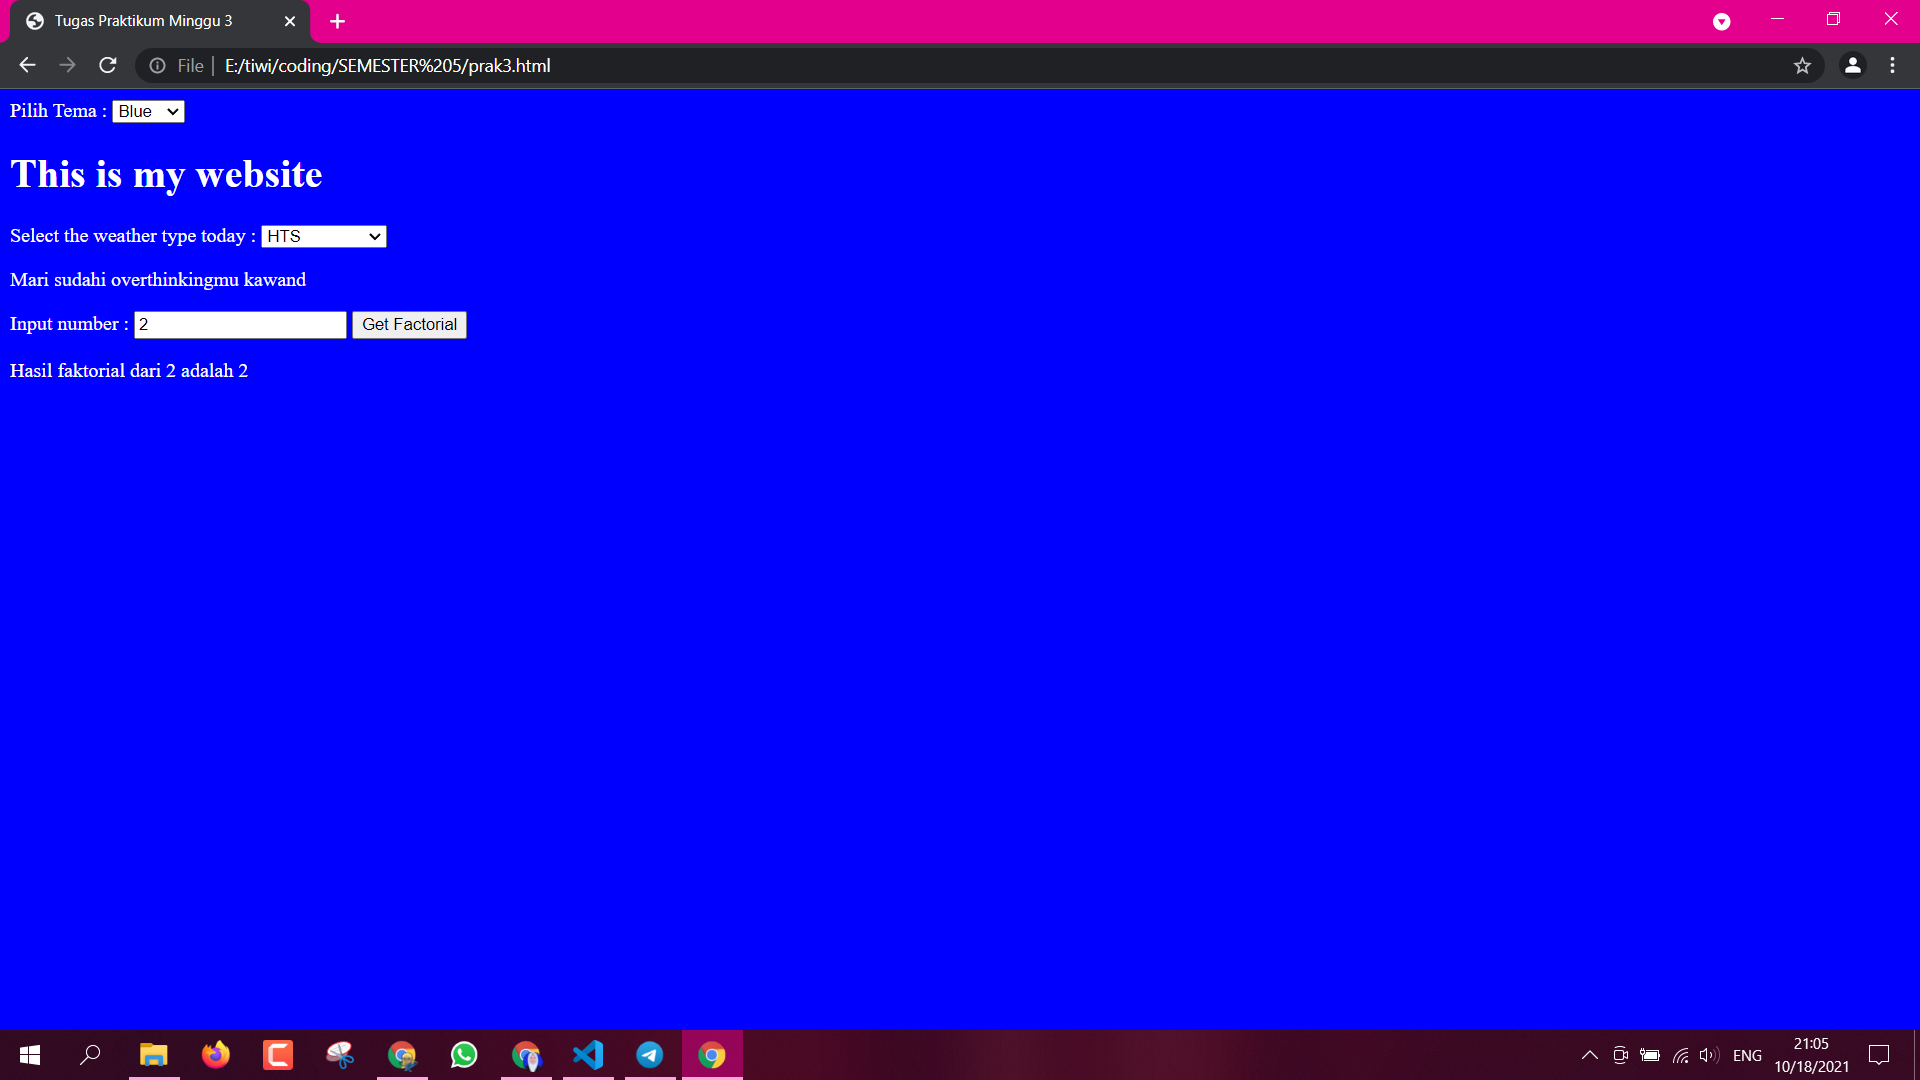 Tugas Praktikum Minggu 3
File | E:/tiwi/coding/SEMESTER%205/prak3.html
Pilih Tema : Blue
This is my website
Select the weather type today : HTS
Mari sudahi overthinkingmu kawand
Input number : 2 Get Factorial
Hasil faktorial dari 2 adalah 2
ENG
21:05
10/18/2021